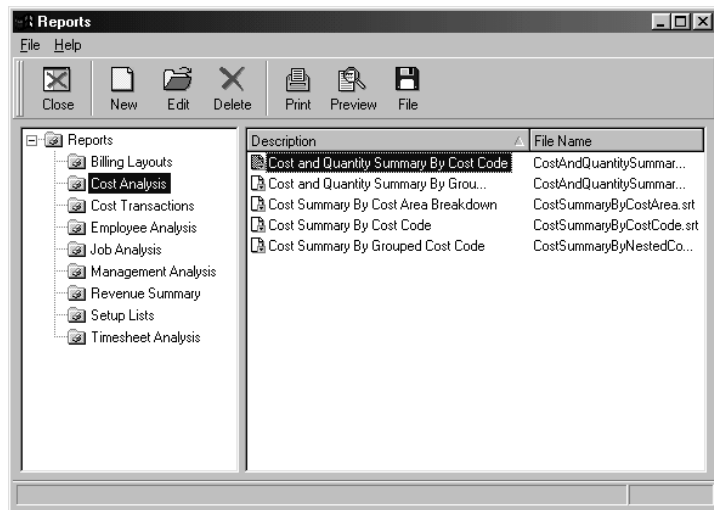 Reports
File Help
Close New Edit Delete Print Preview File
Reports
Billing Layouts
Cost Analysis
Cost Transactions
Employee Analysis
Job Analysis
Management Analysis
Revenue Summary
Setup Lists
Timesheet Analysis
Description File Name
Cost and Quantity Summary By Cost Code CostAndQuantitySummar...
Cost and Quantity Summary By Grou... CostAndQuantitySummar...
Cost Summary By Cost Area Breakdown CostSummaryByCostArea.srt
Cost Summary By Cost Code CostSummaryByCostCode.srt
Cost Summary By Grouped Cost Code CostSummaryByNestedCo...